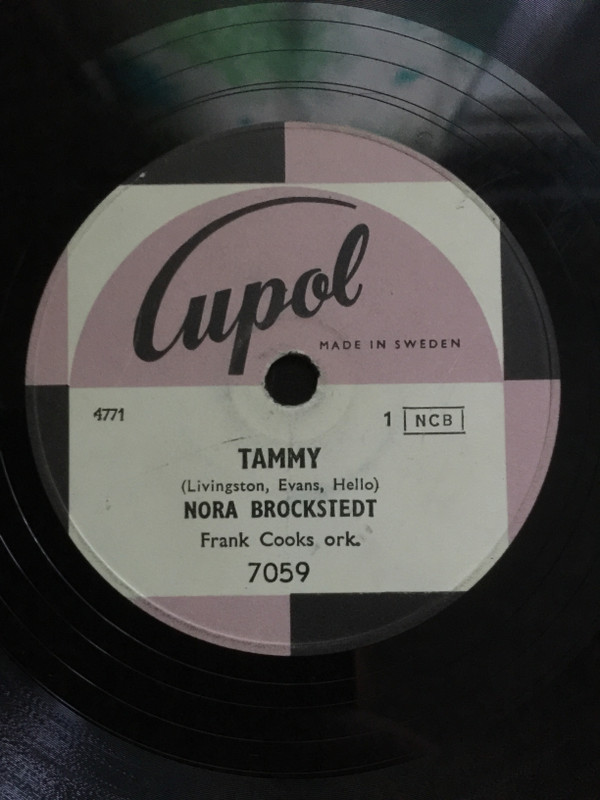 Cupol
MADE IN SWEDEN
4771
1 NCB
TAMMY
(Livingston, Evans, Hello)
NORA BROCKSTEDT
Frank Cooks ork.
7059